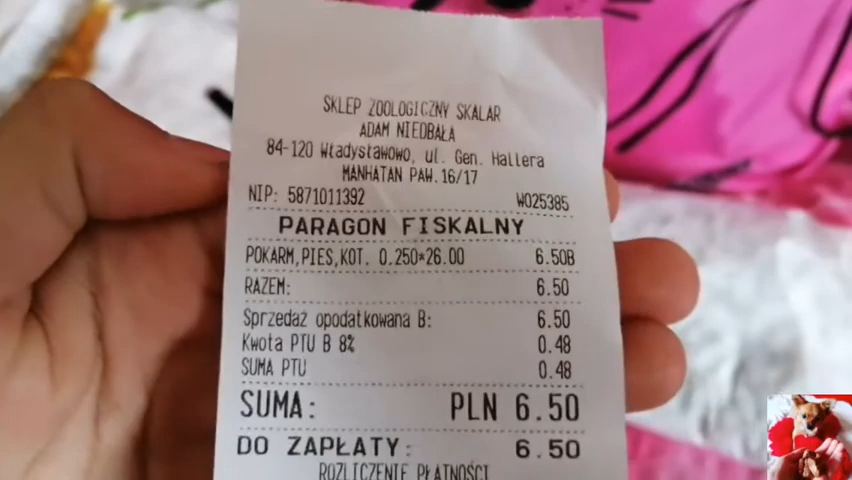 SKLEP ZOOLOGICZNY SKALAR
ADAM NIEDBAŁA
84-120 Władysławowo, ul. Gen. Hallera
MANHATAN PAW.16/17
NIP: 5871011392 WO25385
PARAGON FISKALNY
POKARM,PIES,KOT. 0.250*26.00 6.50B
RAZEM: 6.50
Sprzedaż opodatkowana B: 6.50
Kwota PTU B 8% 0.48
SUMA PTU 0.48
SUMA: PLN 6.50
DO ZAPŁATY: 6.50
ROZLICZENIE PŁATNOŚCI